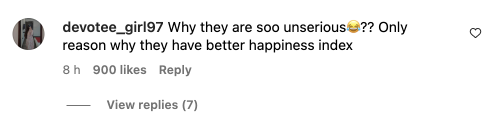 devotee_girl97 Why they are soo unserious😂?? Only
reason why they have better happiness index
8 h 900 likes Reply
View replies (7)